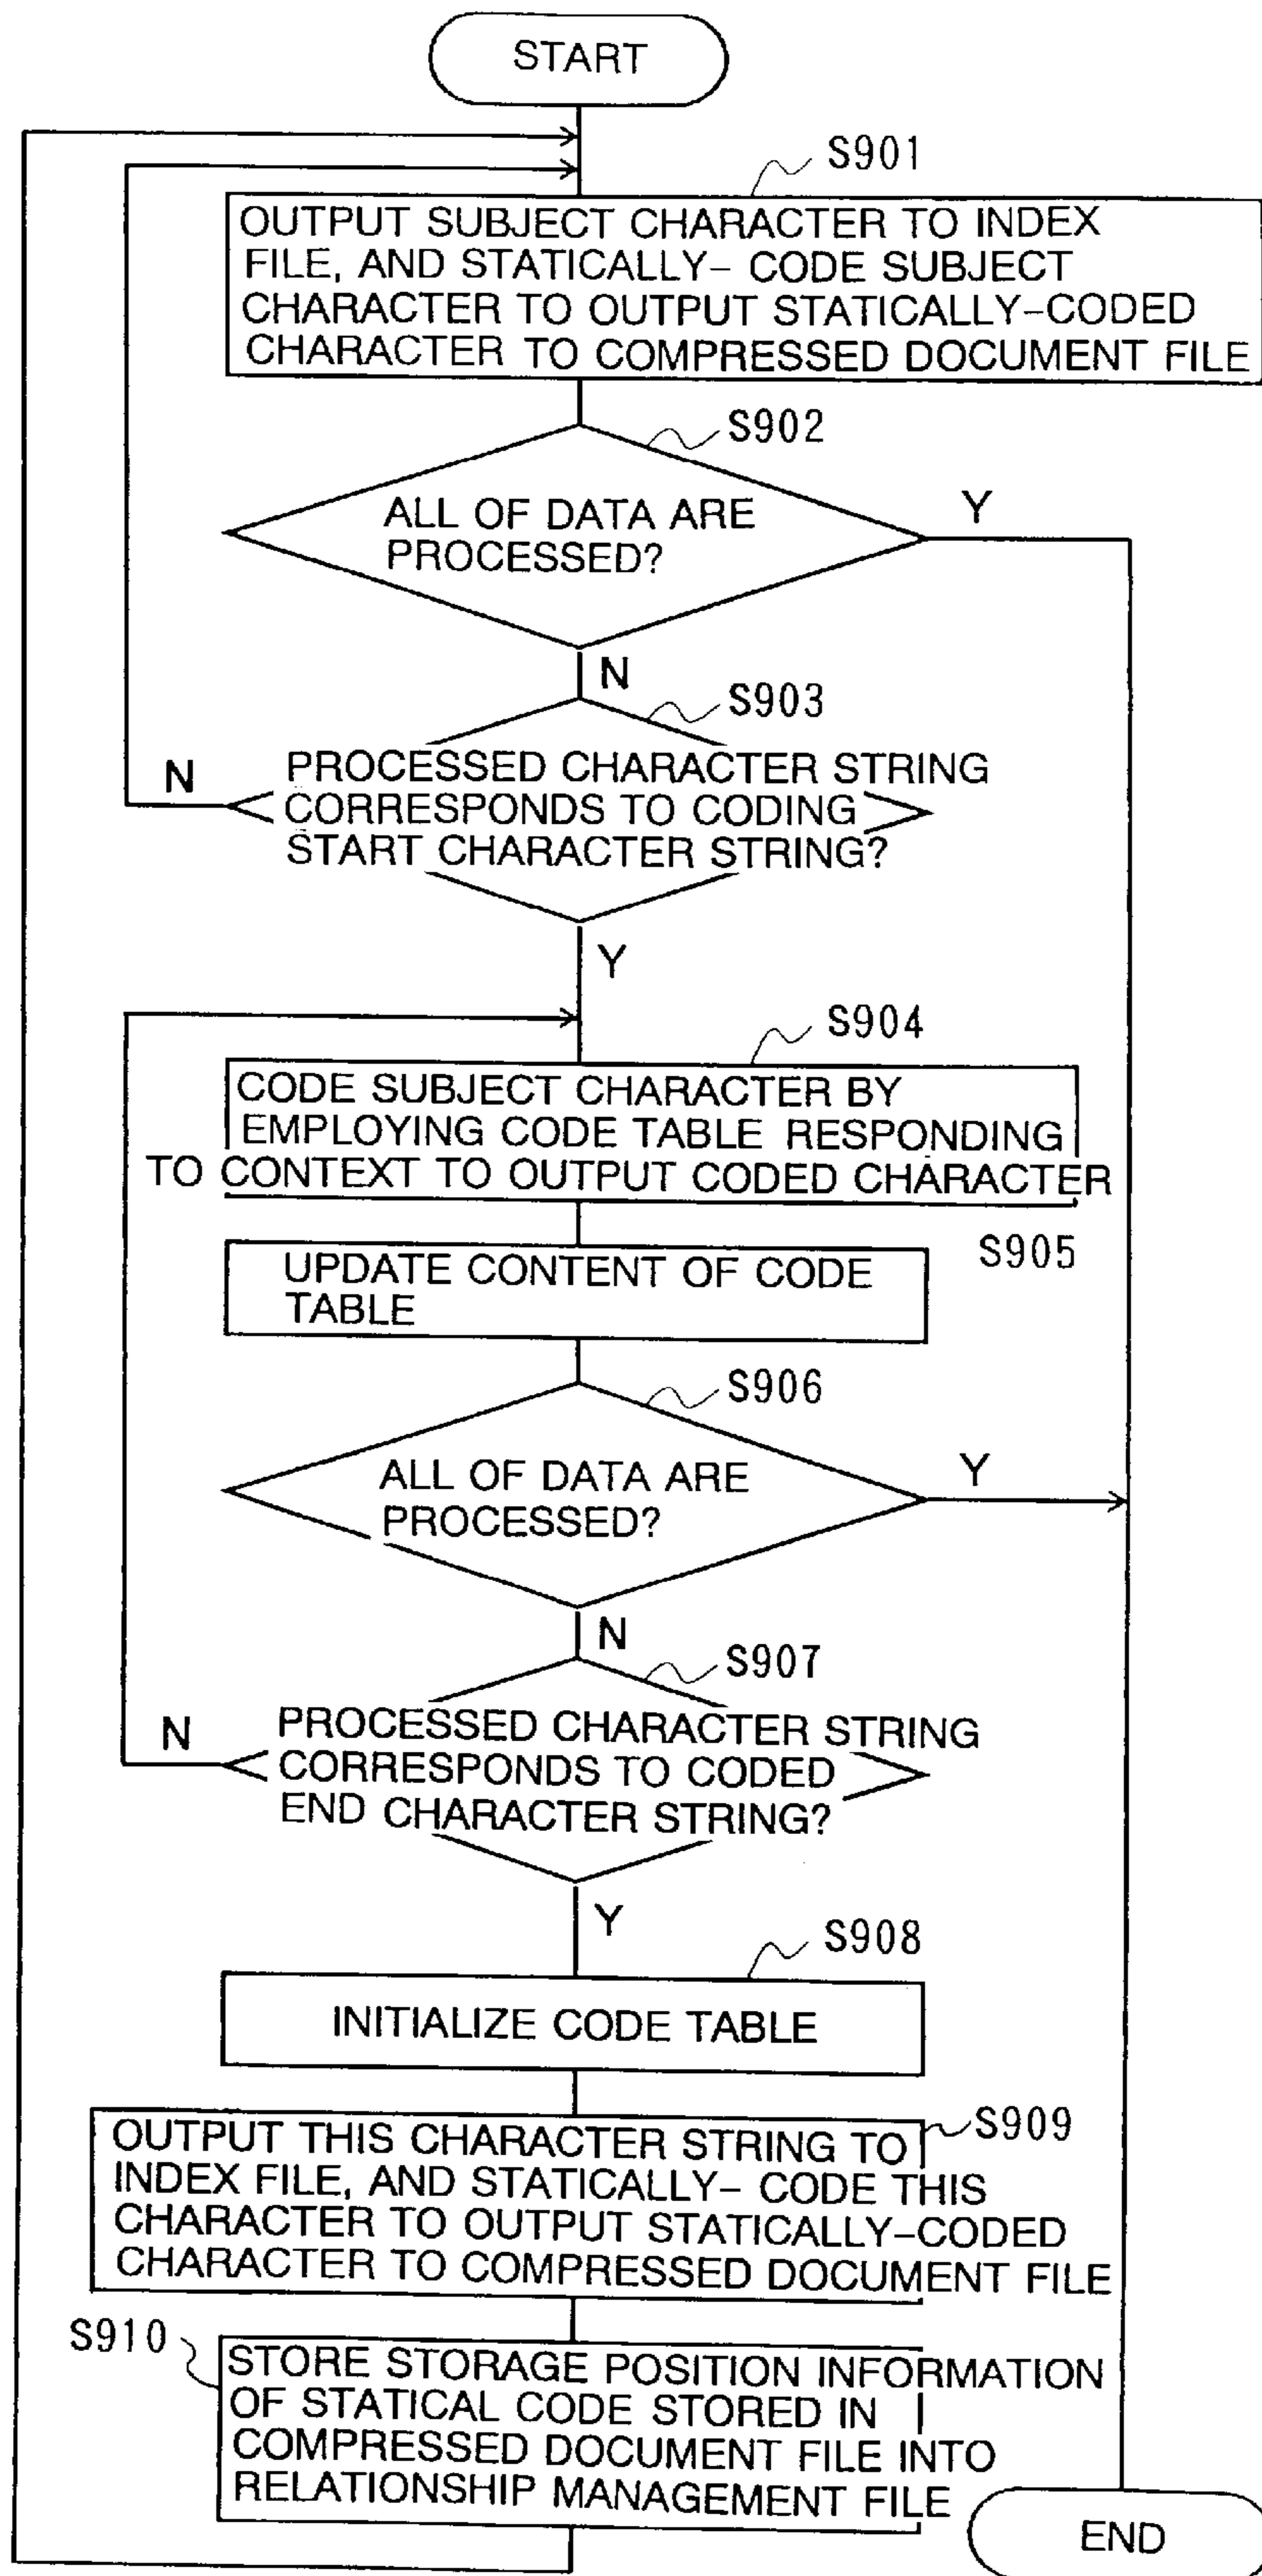 START
S901
OUTPUT SUBJECT CHARACTER TO INDEX
FILE, AND STATICALLY- CODE SUBJECT
CHARACTER TO OUTPUT STATICALLY-CODED
CHARACTER TO COMPRESSED DOCUMENT FILE
S902
ALL OF DATA ARE
PROCESSED?
Y
N
S903
PROCESSED CHARACTER STRING
CORRESPONDS TO CODING
START CHARACTER STRING?
N
Y
S904
CODE SUBJECT CHARACTER BY
EMPLOYING CODE TABLE RESPONDING
TO CONTEXT TO OUTPUT CODED CHARACTER
S905
UPDATE CONTENT OF CODE
TABLE
S906
ALL OF DATA ARE
PROCESSED?
Y
N
S907
PROCESSED CHARACTER STRING
CORRESPONDS TO CODED
END CHARACTER STRING?
N
Y
S908
INITIALIZE CODE TABLE
S909
OUTPUT THIS CHARACTER STRING TO
INDEX FILE, AND STATICALLY- CODE THIS
CHARACTER TO OUTPUT STATICALLY-CODED
CHARACTER TO COMPRESSED DOCUMENT FILE
S910
STORE STORAGE POSITION INFORMATION
OF STATICAL CODE STORED IN
COMPRESSED DOCUMENT FILE INTO
RELATIONSHIP MANAGEMENT FILE
END